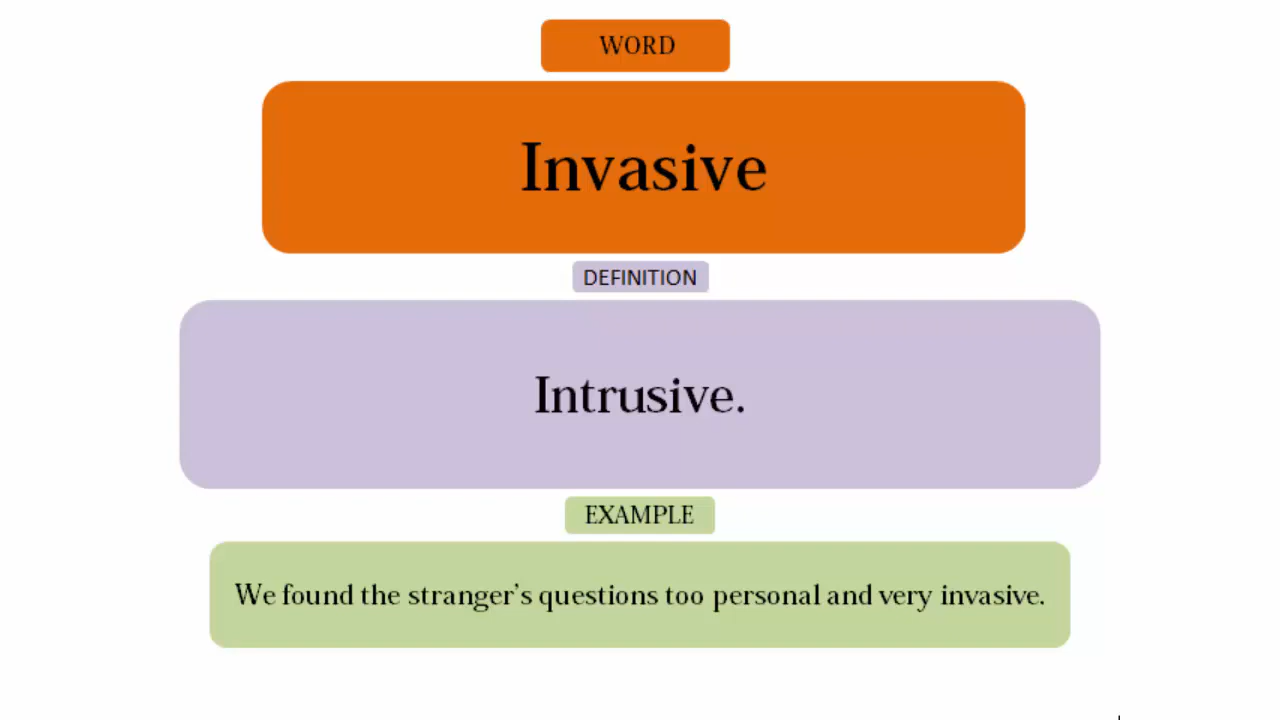 WORD
Invasive
DEFINITION
Intrusive.
EXAMPLE
We found the stranger’s questions too personal and very invasive.